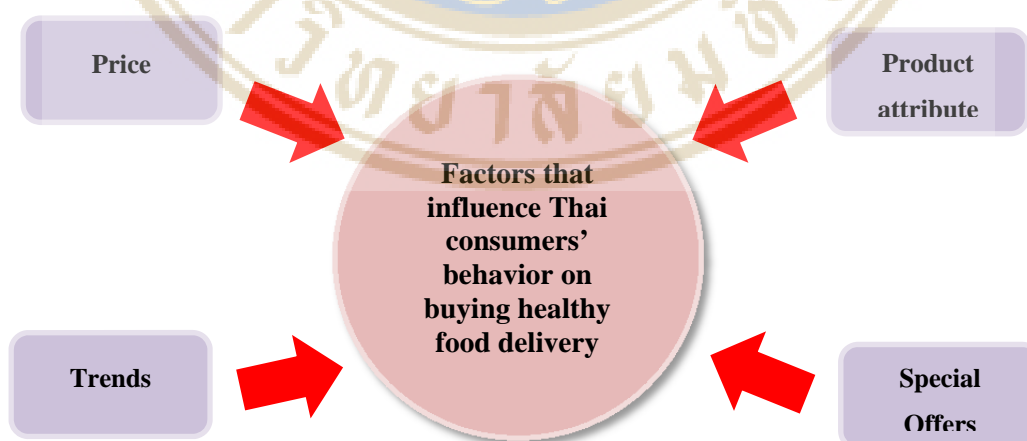 Price
Product
attribute
Factors that
influence Thai
consumers’
behavior on
buying healthy
food delivery
Trends
Special
Offers